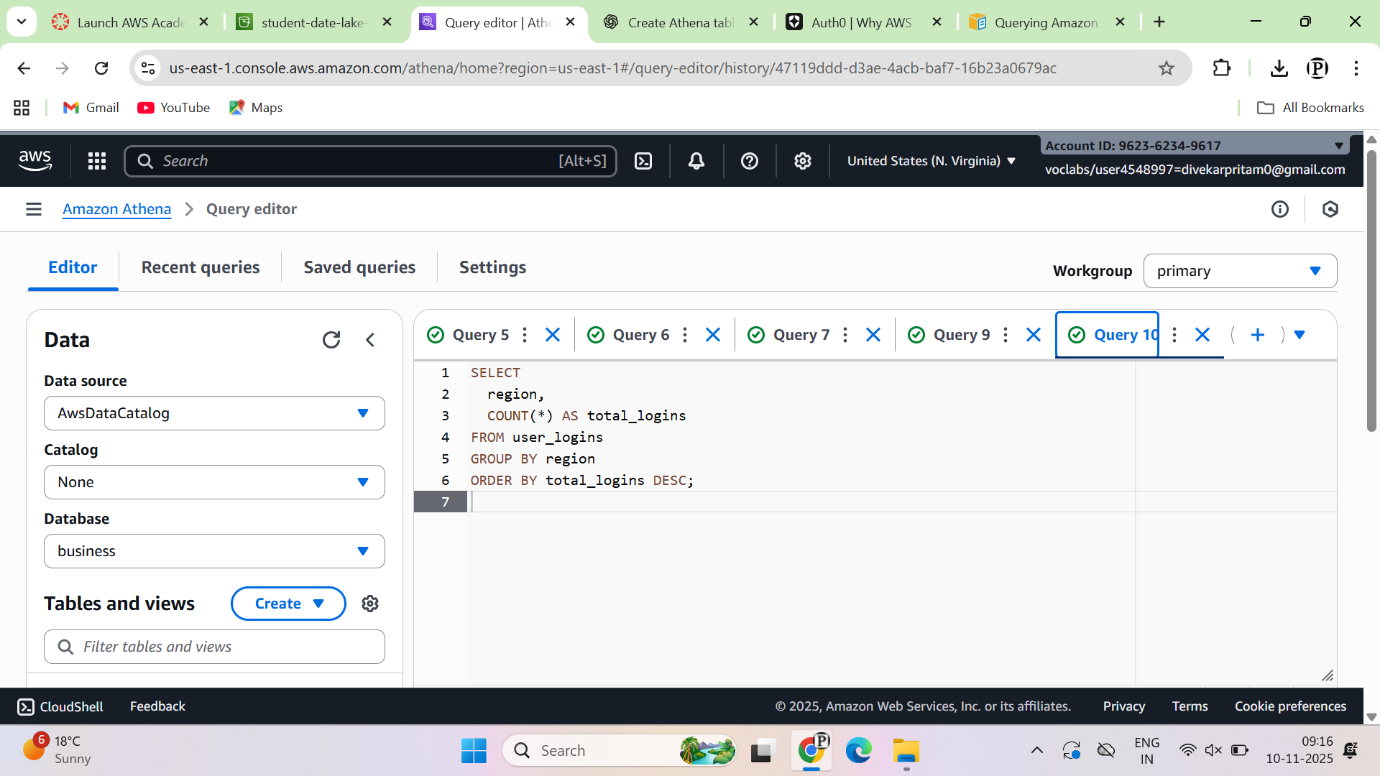 Launch AWS Acade
student-date-lake-
Query editor | Athe
Create Athena tabl
Auth0 | Why AWS
Querying Amazon
us-east-1.console.aws.amazon.com/athena/home?region=us-east-1#/query-editor/history/47119ddd-d3ae-4acb-baf7-16b23a0679ac
Gmail
YouTube
Maps
All Bookmarks
aws
Search
[Alt+S]
United States (N. Virginia)
Account ID: 9623-6234-9617
voclabs/user4548997=divekarpritam0@gmail.com
Amazon Athena
Query editor
Editor
Recent queries
Saved queries
Settings
Workgroup
primary
Data
Data source
AwsDataCatalog
Catalog
None
Database
business
Tables and views
Create
Filter tables and views
Query 5
Query 6
Query 7
Query 9
Query 10
1 SELECT
2 region,
3 COUNT(*) AS total_logins
4 FROM user_logins
5 GROUP BY region
6 ORDER BY total_logins DESC;
7
CloudShell
Feedback
© 2025, Amazon Web Services, Inc. or its affiliates.
Privacy
Terms
Cookie preferences
6
18°C
Sunny
Search
P
ENG
IN
09:16
10-11-2025